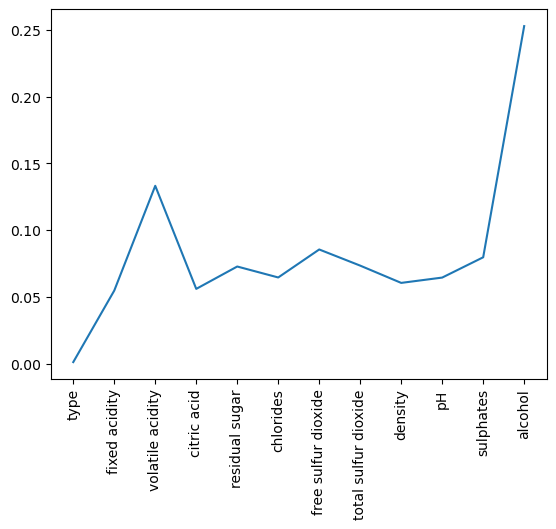 0.25
0.20
0.15
0.10
0.05
0.00
type
fixed acidity
volatile acidity
citric acid
residual sugar
chlorides
free sulfur dioxide
total sulfur dioxide
density
pH
sulphates
alcohol